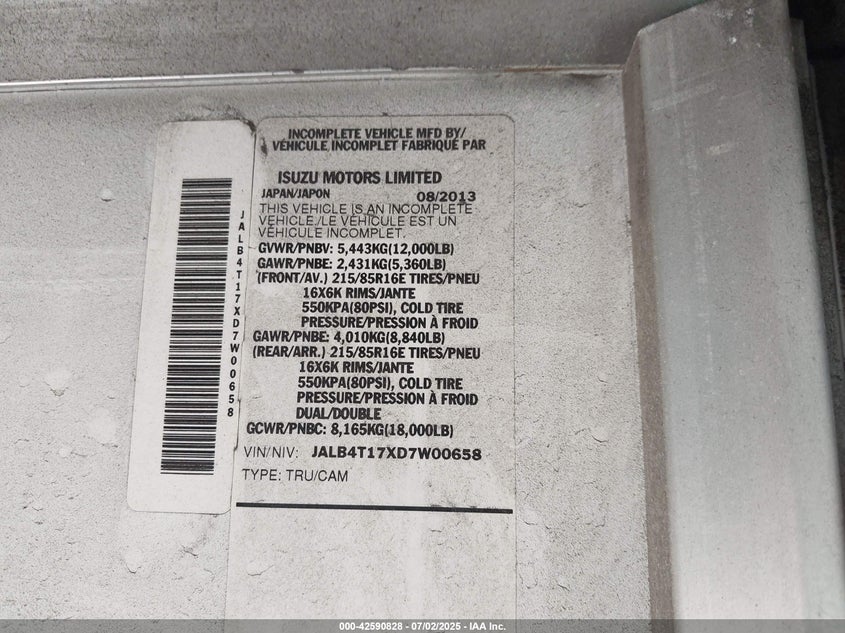 INCOMPLETE VEHICLE MFD BY/
VÉHICULE INCOMPLET FABRIQUÉ PAR
ISUZU MOTORS LIMITED
JAPAN/JAPON 08/2013
THIS VEHICLE IS AN INCOMPLETE
VEHICLE./LE VÉHICULE EST UN
VÉHICULE INCOMPLET.
GVWR/PNBV: 5,443KG(12,000LB)
GAWR/PNBE: 2,431KG(5,360LB)
(FRONT/AV.) 215/85R16E TIRES/PNEU
16X6K RIMS/JANTE
550KPA(80PSI), COLD TIRE
PRESSURE/PRESSION À FROID
GAWR/PNBE: 4,010KG(8,840LB)
(REAR/ARR.) 215/85R16E TIRES/PNEU
16X6K RIMS/JANTE
550KPA(80PSI), COLD TIRE
PRESSURE/PRESSION À FROID
DUAL/DOUBLE
GCWR/PNBC: 8,165KG(18,000LB)
VIN/NIV: JALB4T17XD7W00658
TYPE: TRU/CAM
JALB4T17XD7W00658
000-42590828 - 07/02/2025 - IAA Inc.